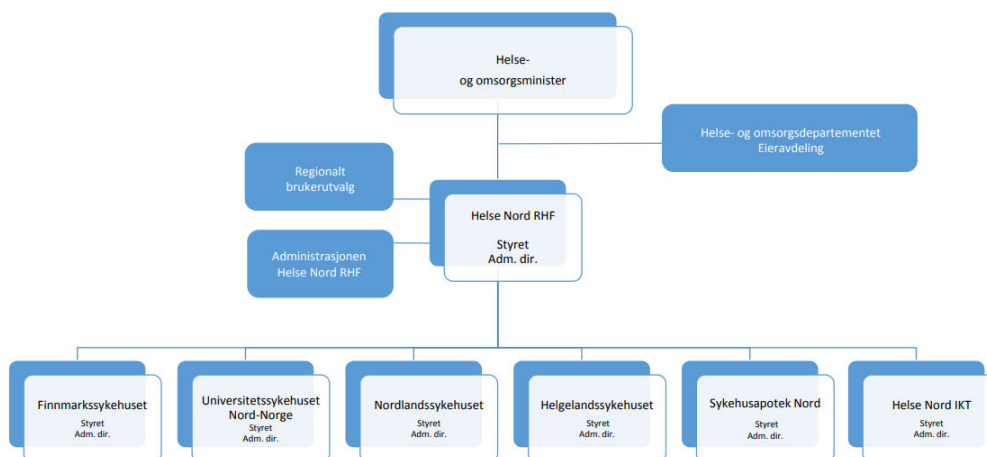 Helse-
og omsorgsminister
Helse- og omsorgsdepartementet
Eieravdeling
Regionalt
brukerutvalg
Helse Nord RHF
Styret
Adm. dir.
Administrasjonen
Helse Nord RHF
Finnmarkssykehuset
Styret
Adm. dir.
Universitetssykehuset
Nord-Norge
Styret
Adm. dir.
Nordlandssykehuset
Styret
Adm. dir.
Helgelandssykehuset
Styret
Adm. dir.
Sykehusapotek Nord
Styret
Adm. dir.
Helse Nord IKT
Styret
Adm. dir.